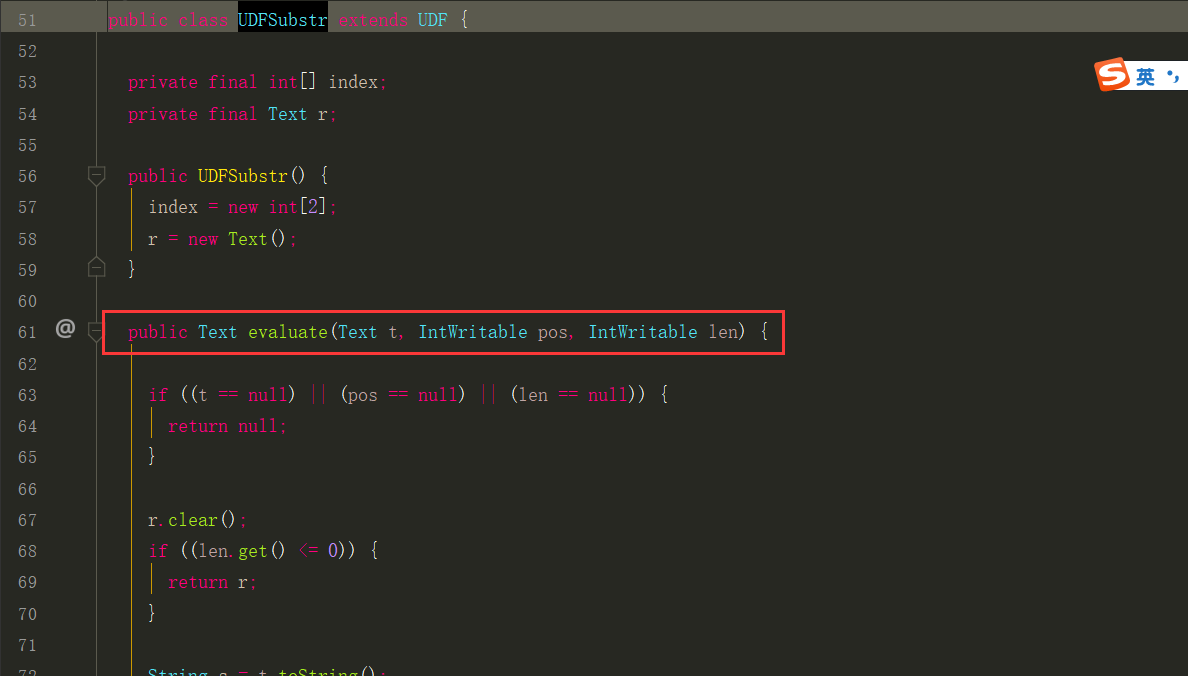 51 public class UDFSubstr extends UDF {
52
53 private final int[] index;
54 private final Text r;
55
56 public UDFSubstr() {
57 index = new int[2];
58 r = new Text();
59 }
60
61 @ public Text evaluate(Text t, IntWritable pos, IntWritable len) {
62
63 if ((t == null) || (pos == null) || (len == null)) {
64 return null;
65 }
66
67 r.clear();
68 if ((len.get() <= 0)) {
69 return r;
70 }
71
72 String s = t.toString();
S 英 •,